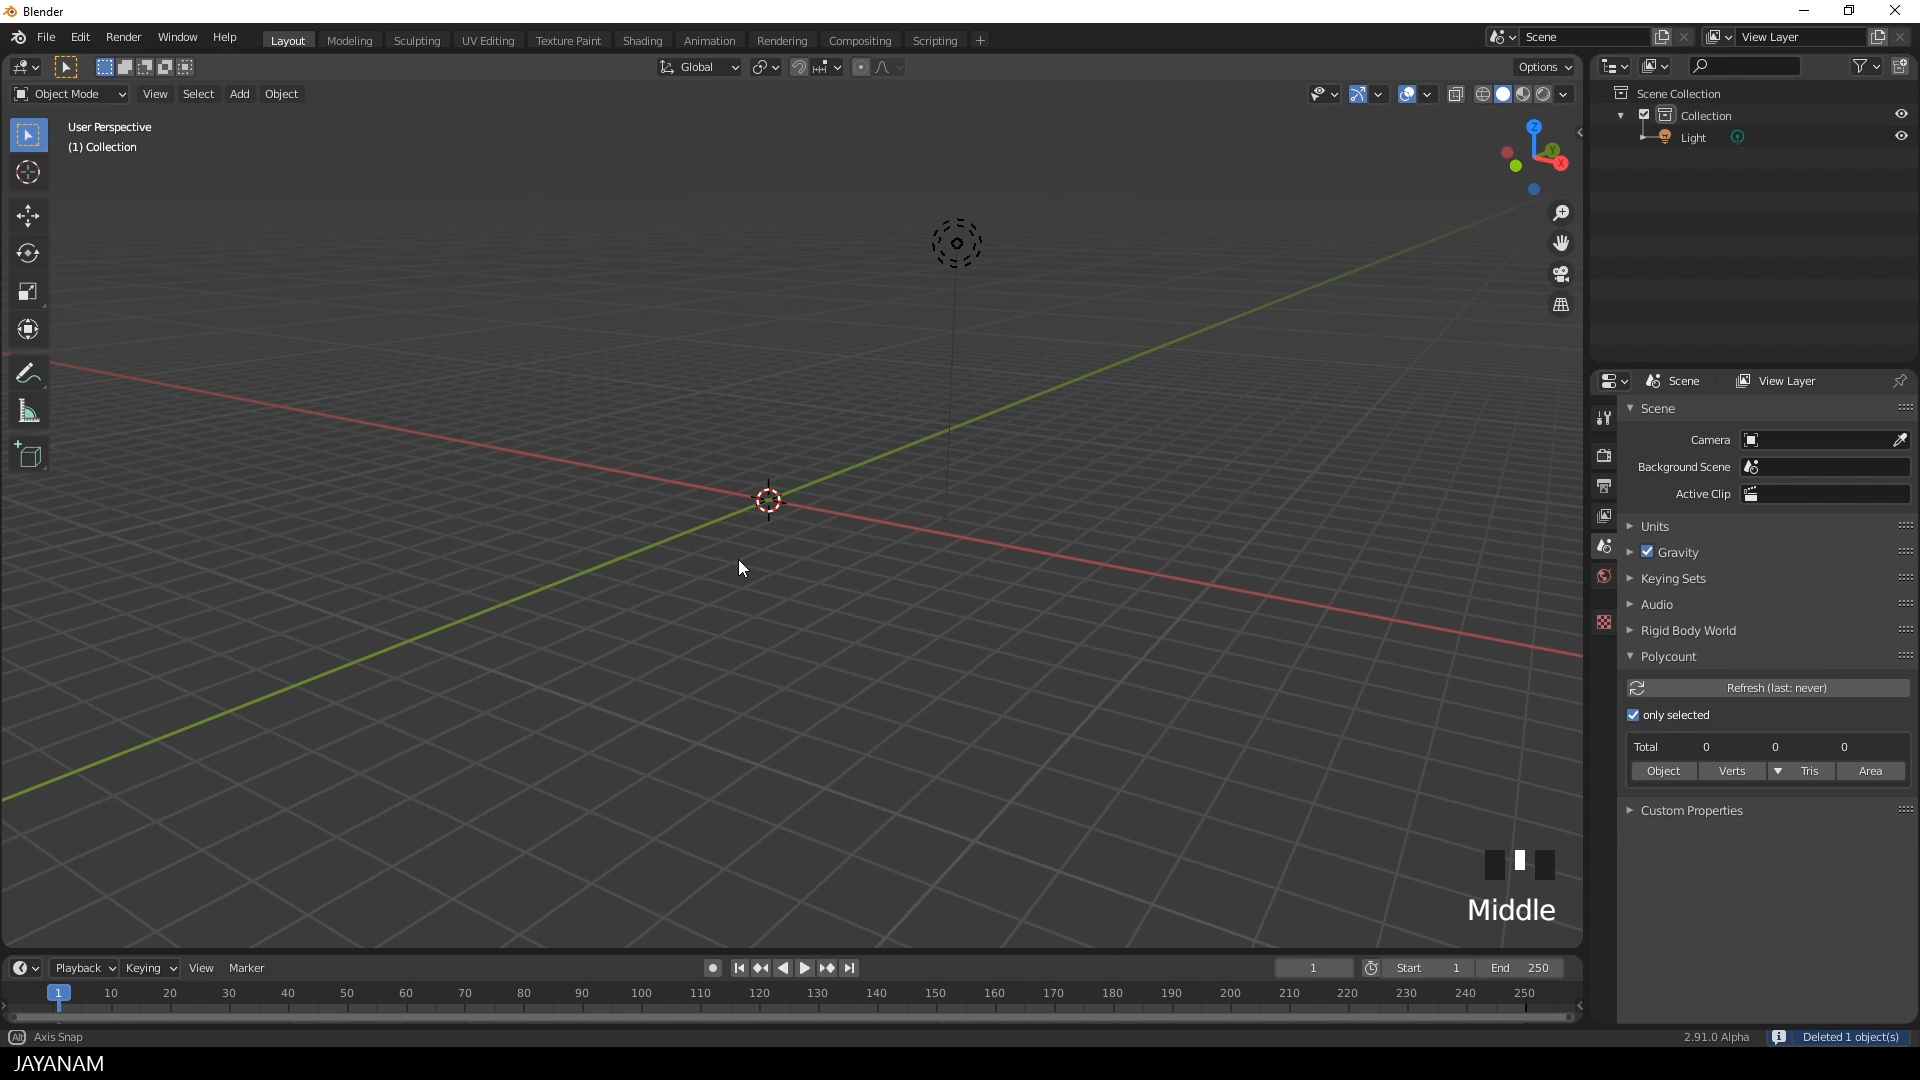 Blender
File Edit Render Window Help Layout Modeling Sculpting UV Editing Texture Paint Shading Animation Rendering Compositing Scripting + Scene View Layer
Global Options
Object Mode View Select Add Object
User Perspective
(1) Collection
Z
Y
X
Scene Collection
Collection
Light
Scene View Layer
Scene
Camera
Background Scene
Active Clip
Units
Gravity
Keying Sets
Audio
Rigid Body World
Polycount
Refresh (last: never)
only selected
Total 0 0 0
Object Verts Tris Area
Custom Properties
Middle
Playback Keying View Marker 1 Start 1 End 250
1 10 20 30 40 50 60 70 80 90 100 110 120 130 140 150 160 170 180 190 200 210 220 230 240 250
Alt Axis Snap 2.91.0 Alpha Deleted 1 object(s)
JAYANAM